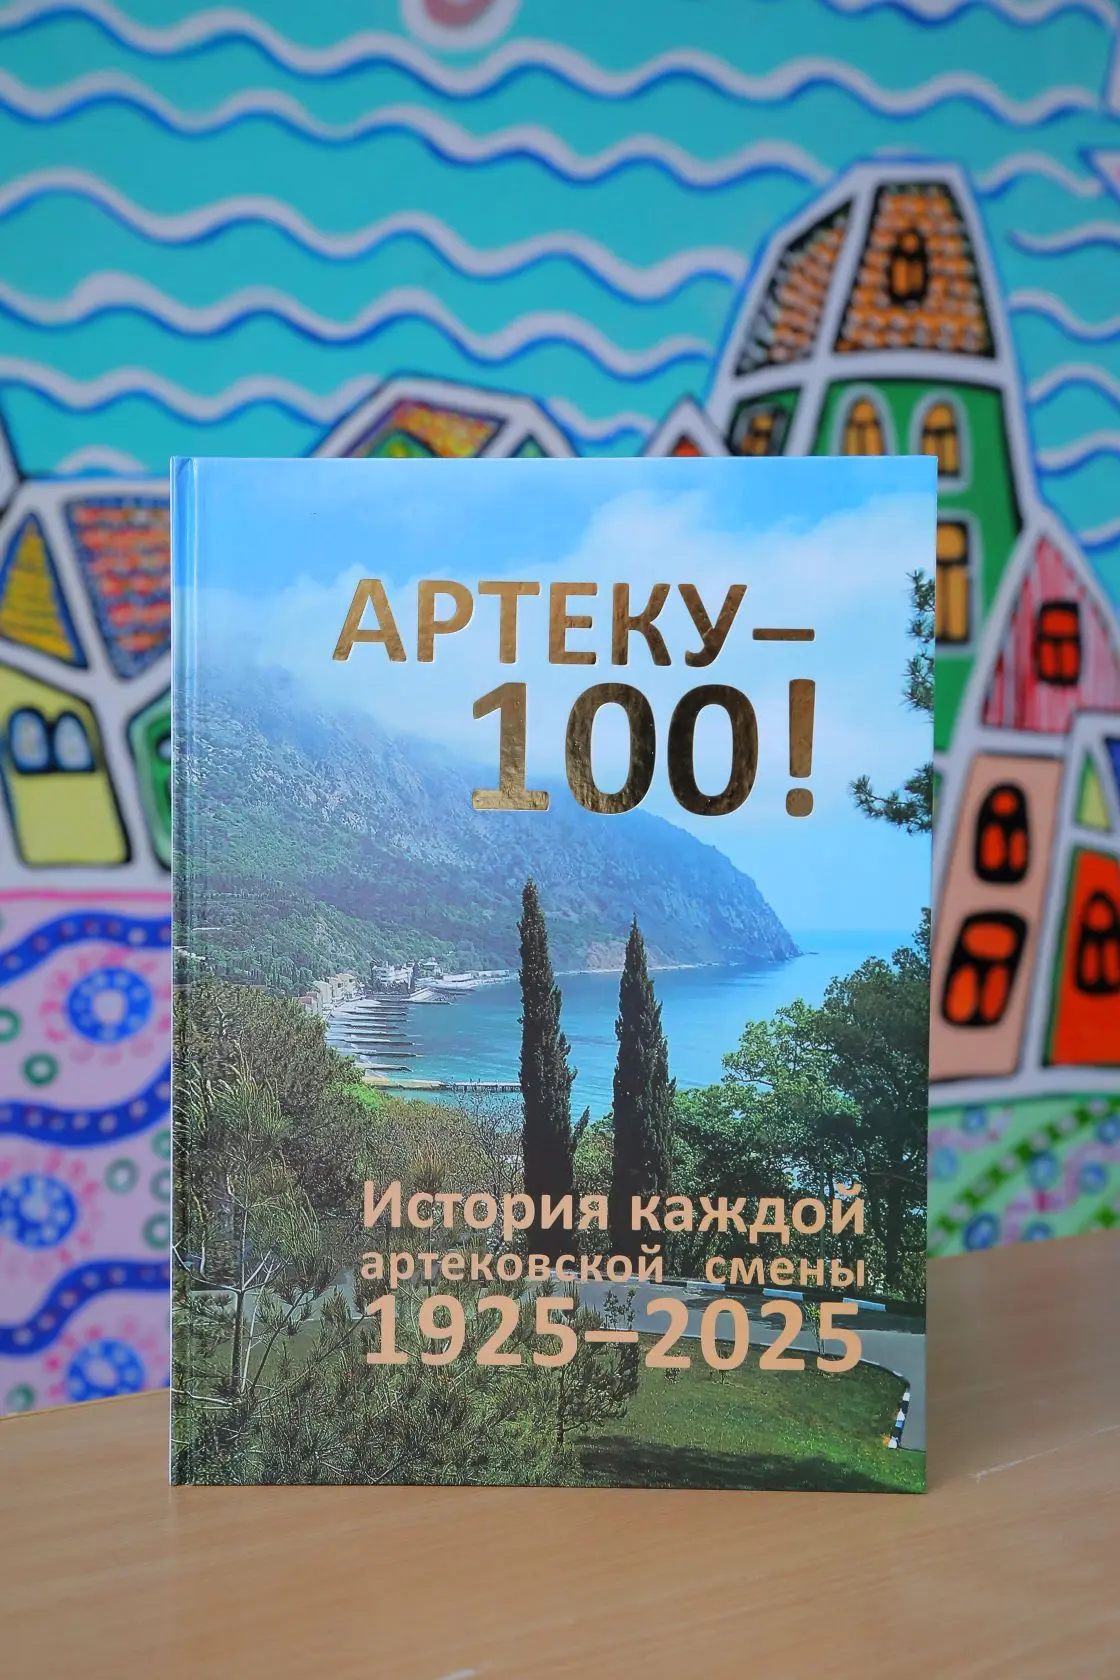 АРТЕКУ–
100!
История каждой
артековской смены
1925–2025